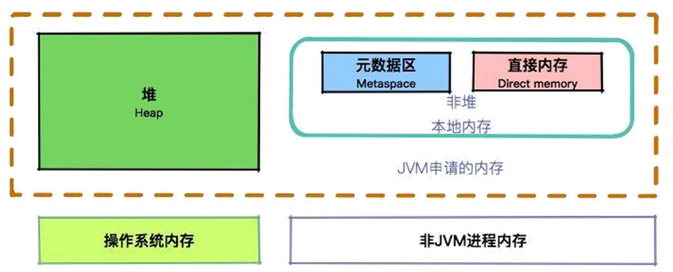 堆
Heap
元数据区
Metaspace
直接内存
Direct memory
非堆
本地内存
JVM申请的内存
操作系统内存
非JVM进程内存